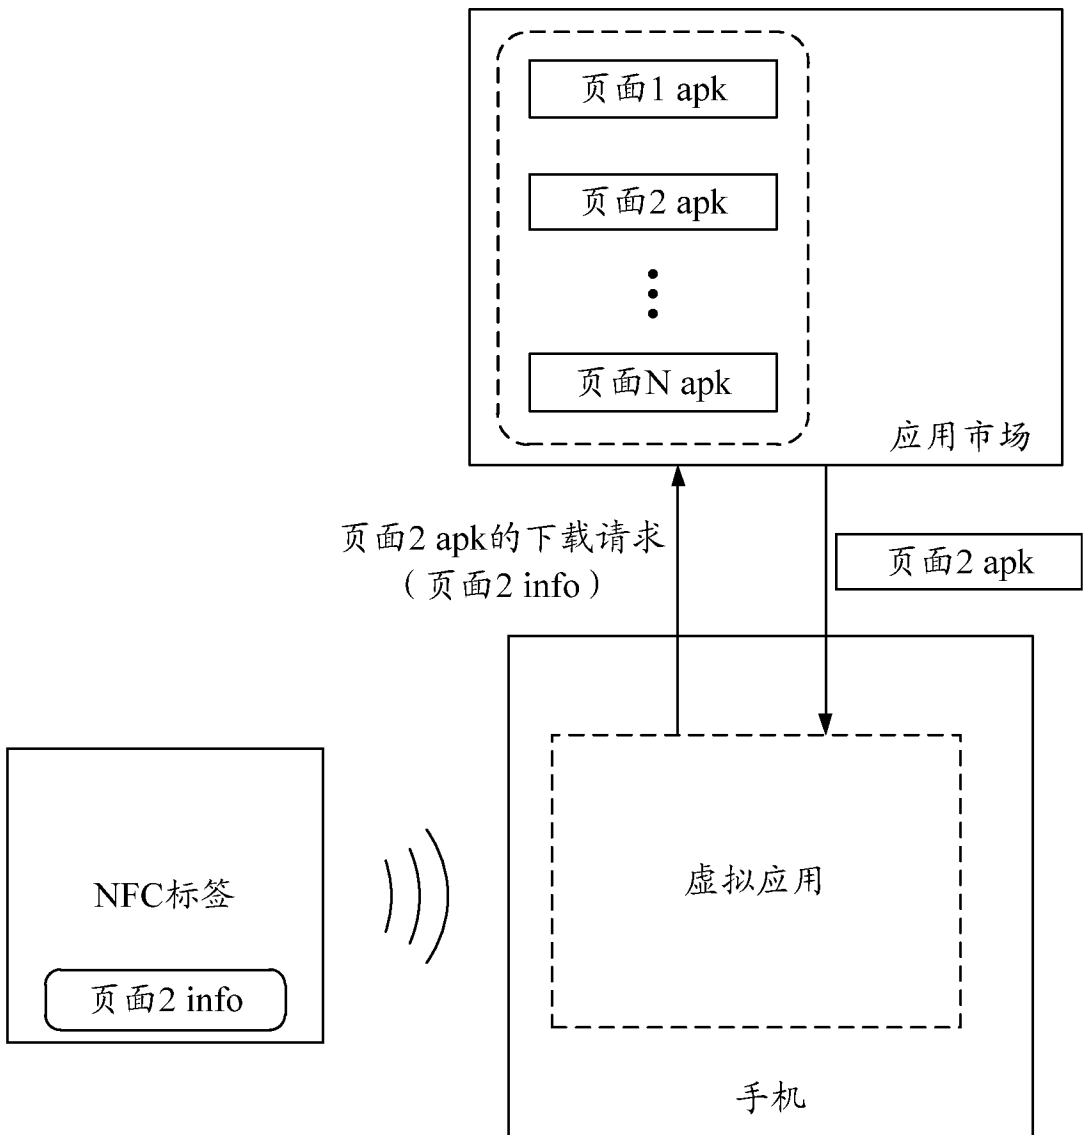 页面1 apk
页面2 apk
页面N apk
应用市场
页面2 apk的下载请求
（页面2 info）
页面2 apk
NFC标签
页面2 info
虚拟应用
手机